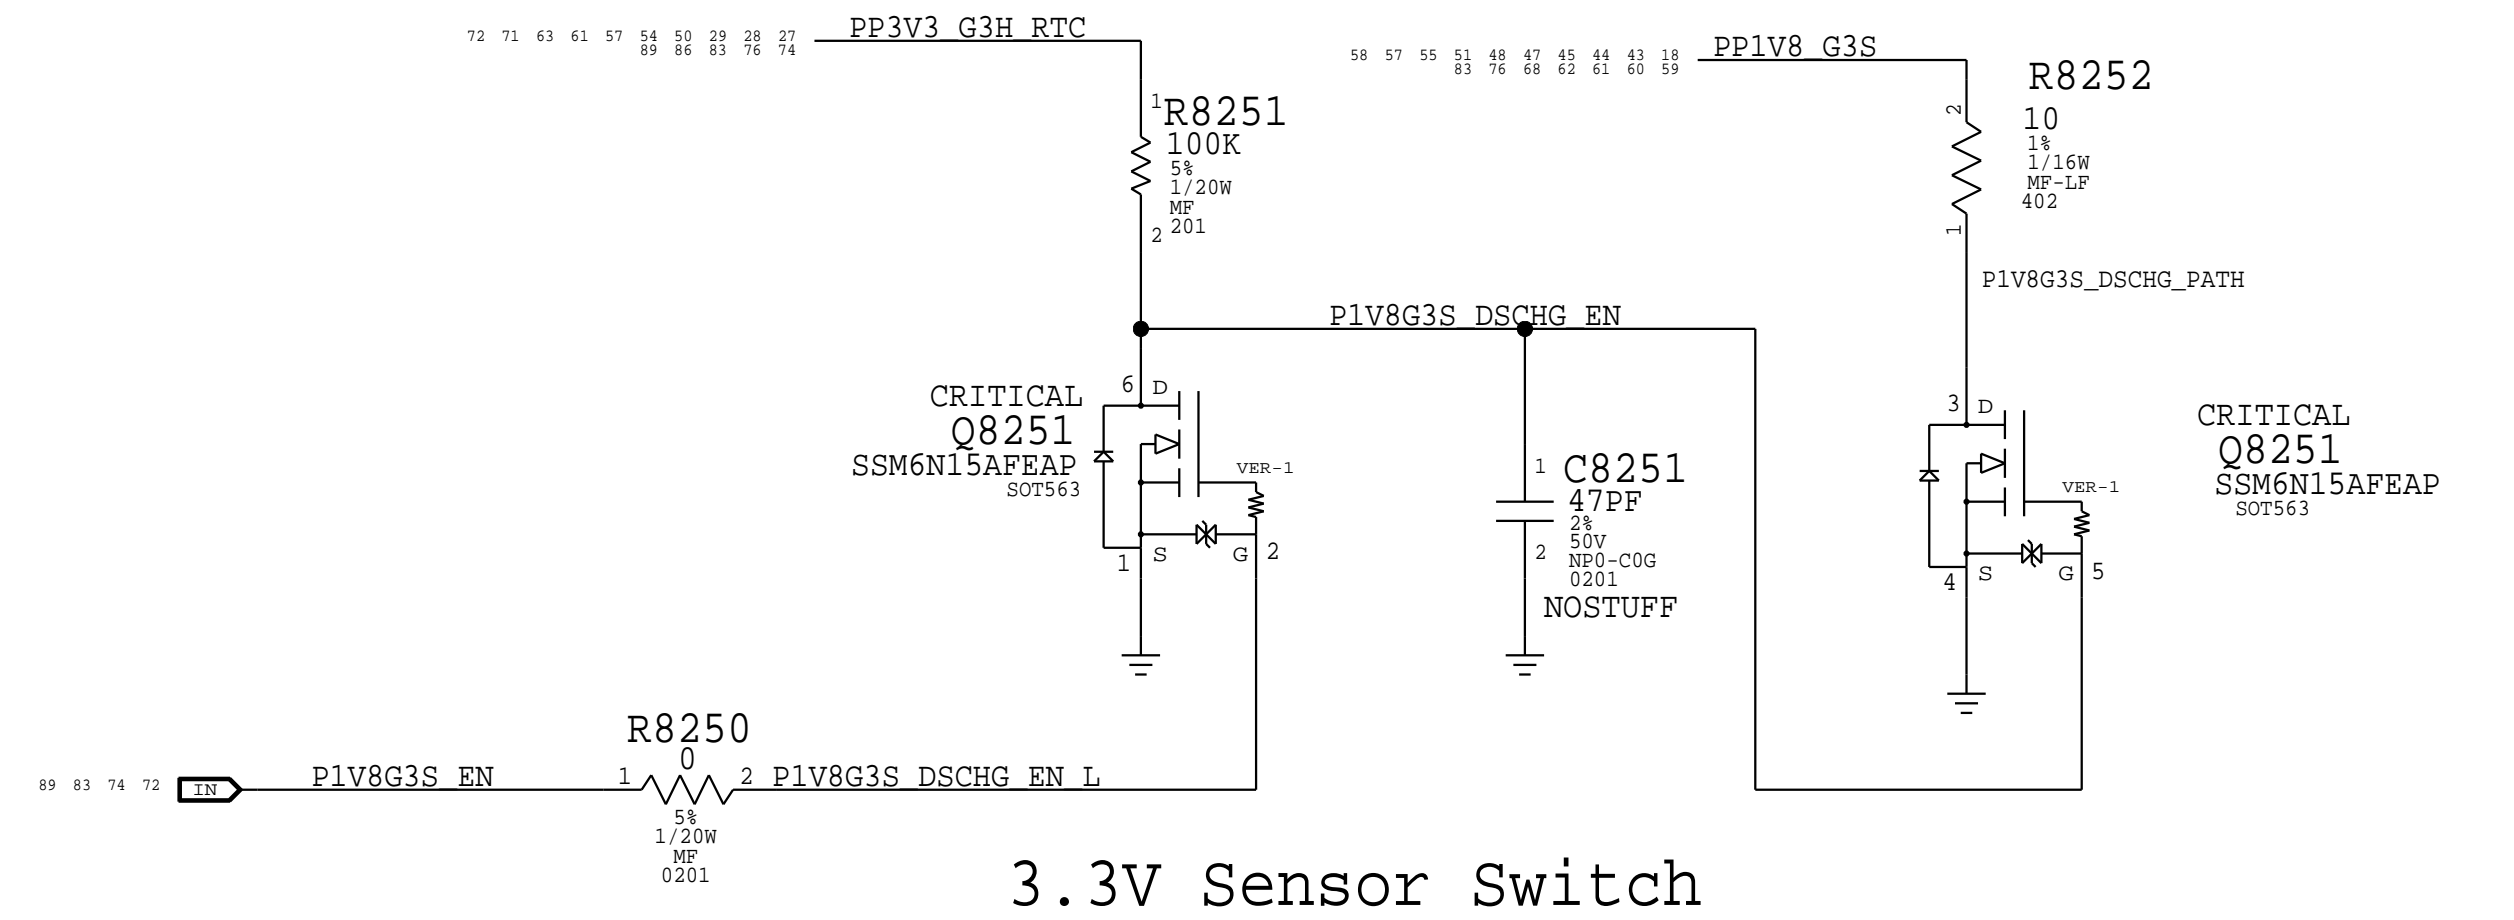 72 71 63 61 57 54 50 29 28 27
89 86 83 76 74
PP3V3_G3H_RTC
58 57 55 51 48 47 45 44 43 18
83 76 68 62 61 60 59
PP1V8_G3S
1
R8251
100K
5%
1/20W
MF
201
2
R8252
2
10
1%
1/16W
MF-LF
402
1
P1V8G3S_DSCHG_PATH
P1V8G3S_DSCHG_EN
6 D
CRITICAL
Q8251
SSM6N15AFEAP
SOT563
VER-1
1 S G 2
1
C8251
47PF
2%
50V
2
NP0-C0G
0201
NOSTUFF
3 D
CRITICAL
Q8251
SSM6N15AFEAP
SOT563
VER-1
4 S G 5
89 83 74 72 IN
P1V8G3S_EN
R8250
0
1 2
5%
1/20W
MF
0201
P1V8G3S_DSCHG_EN_L
3.3V Sensor Switch